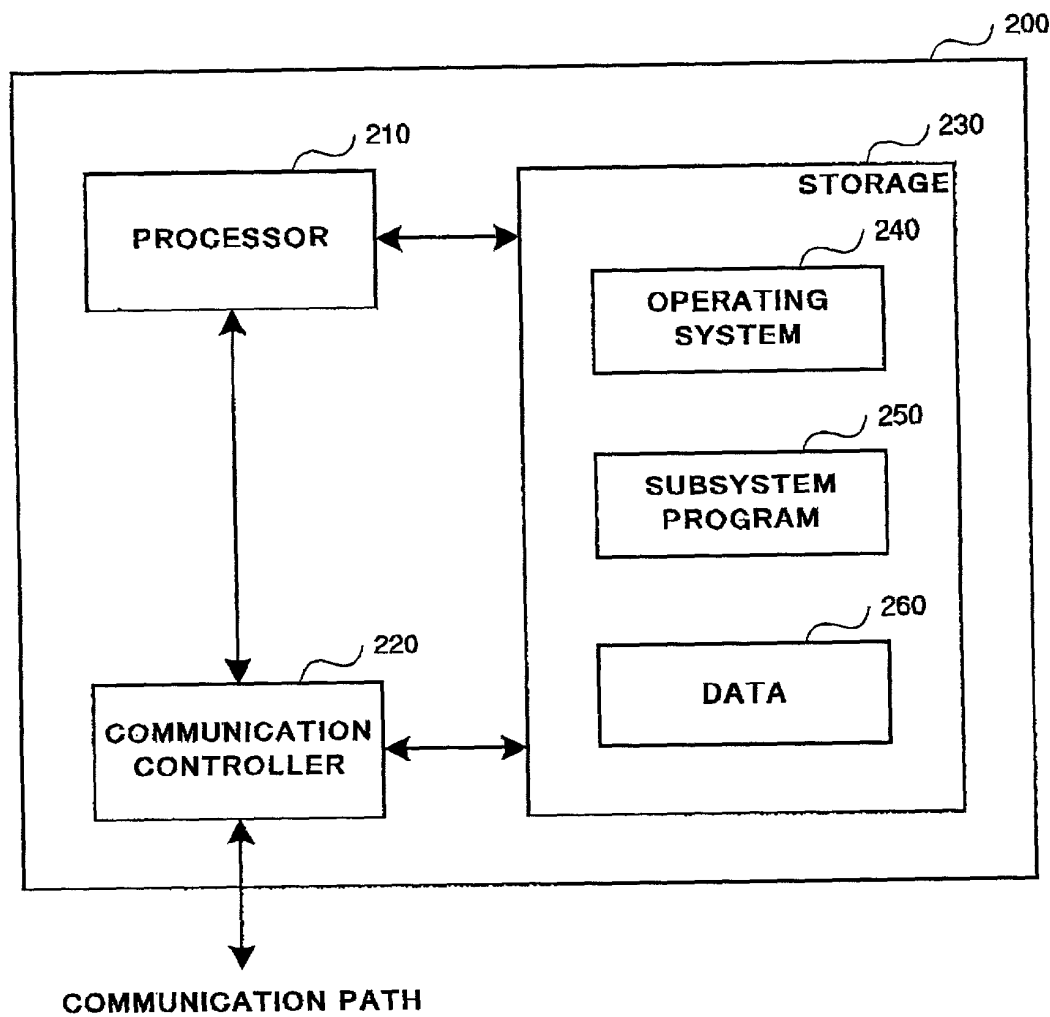 200
210
230
PROCESSOR
STORAGE
240
OPERATING
SYSTEM
250
SUBSYSTEM
PROGRAM
260
220
DATA
COMMUNICATION
CONTROLLER
COMMUNICATION PATH